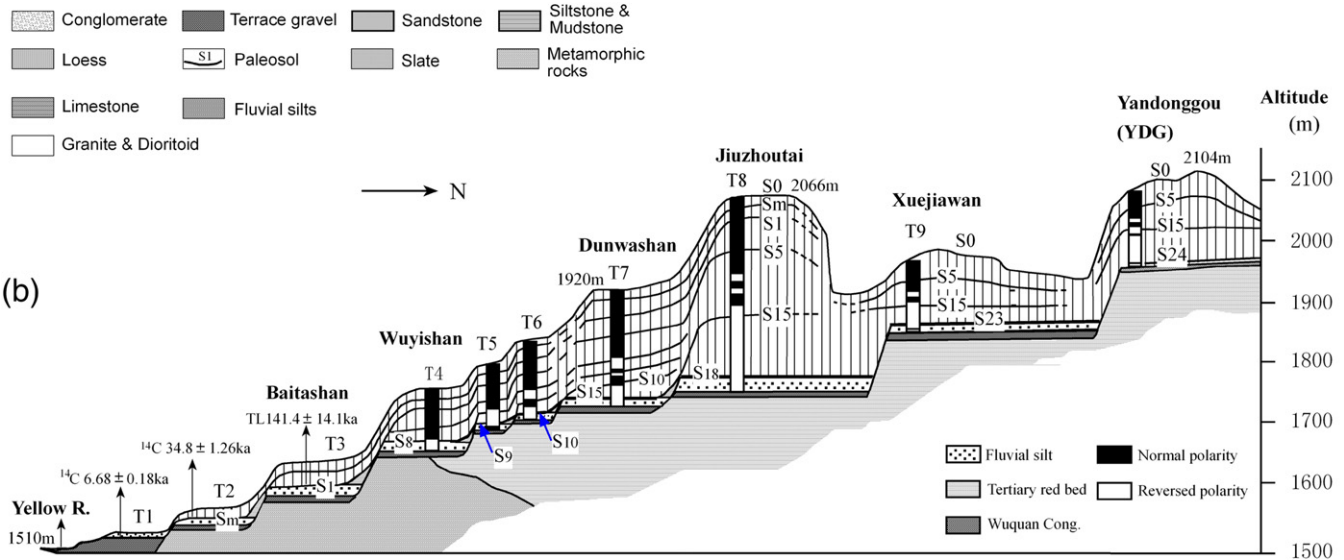 Conglomerate
Terrace gravel
Sandstone
Siltstone &
Mudstone
Loess
S1
Paleosol
Slate
Metamorphic
rocks
Limestone
Fluvial silts
Granite & Dioritoid
N
(b)
Yandonggou
(YDG)
Altitude
(m)
Jiuzhoutai
T8
S0
2066m
Sm
S1
S5
S15
S18
Xuejiawan
T9
S0
S5
S15
S23
S0
2104m
S5
S15
S24
Dunwashan
1920m
T7
S10
S15
T6
S10
T5
S9
Wuyishan
T4
S8
Baitashan
TL141.4 ± 14.1ka
T3
S1
14C 34.8 ± 1.26ka
T2
Sm
14C 6.68 ± 0.18ka
T1
Yellow R.
1510m
2100
2000
1900
1800
1700
1600
1500
Fluvial silt
Normal polarity
Tertiary red bed
Reversed polarity
Wuquan Cong.